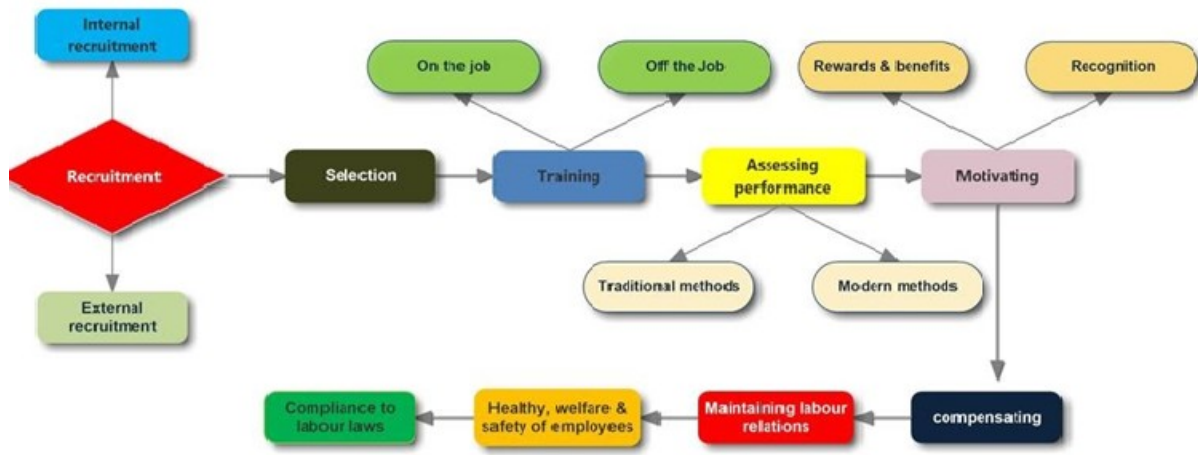 Internal
recruitment
On the job
Off the Job
Rewards & benefits
Recognition
Recruitment
Selection
Training
Assessing
performance
Motivating
External
recruitment
Traditional methods
Modern methods
Compliance to
labour laws
Healthy, welfare &
safety of employees
Maintaining labour
relations
compensating